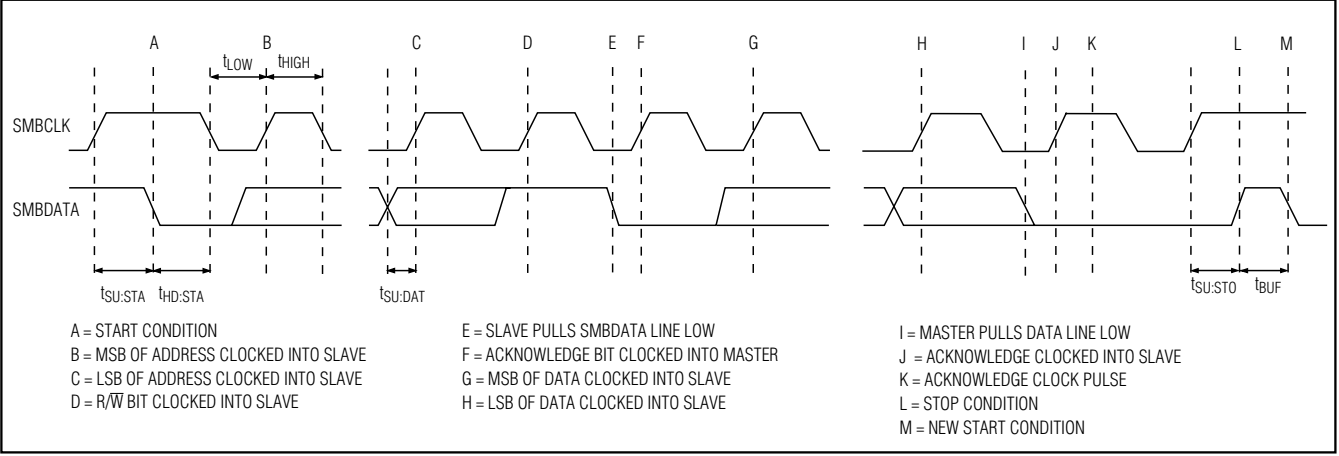 A B C D E F G H I J K L M
tLOW tHIGH
SMBCLK
SMBDATA
tSU:STA tHD:STA tSU:DAT tSU:STO tBUF
A = START CONDITION
B = MSB OF ADDRESS CLOCKED INTO SLAVE
C = LSB OF ADDRESS CLOCKED INTO SLAVE
D = R/W̅ BIT CLOCKED INTO SLAVE
E = SLAVE PULLS SMBDATA LINE LOW
F = ACKNOWLEDGE BIT CLOCKED INTO MASTER
G = MSB OF DATA CLOCKED INTO SLAVE
H = LSB OF DATA CLOCKED INTO SLAVE
I = MASTER PULLS DATA LINE LOW
J = ACKNOWLEDGE CLOCKED INTO SLAVE
K = ACKNOWLEDGE CLOCK PULSE
L = STOP CONDITION
M = NEW START CONDITION